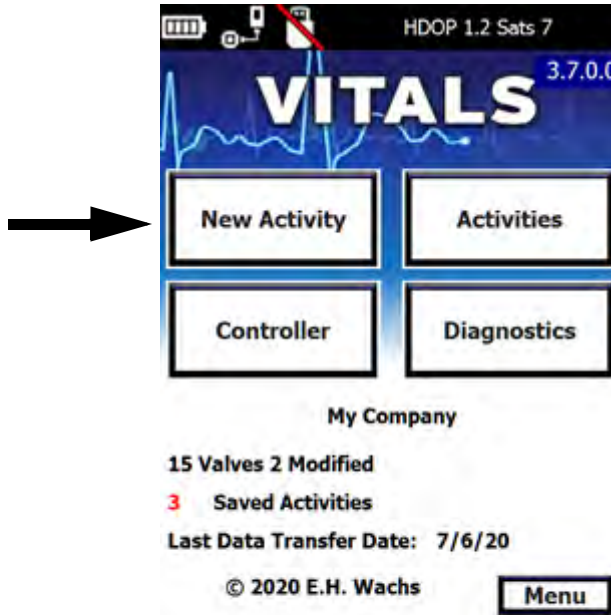 HDOP 1.2 Sats 7
3.7.0.0
VITALS
New Activity
Activities
Controller
Diagnostics
My Company
15 Valves 2 Modified
3 Saved Activities
Last Data Transfer Date: 7/6/20
© 2020 E.H. Wachs
Menu